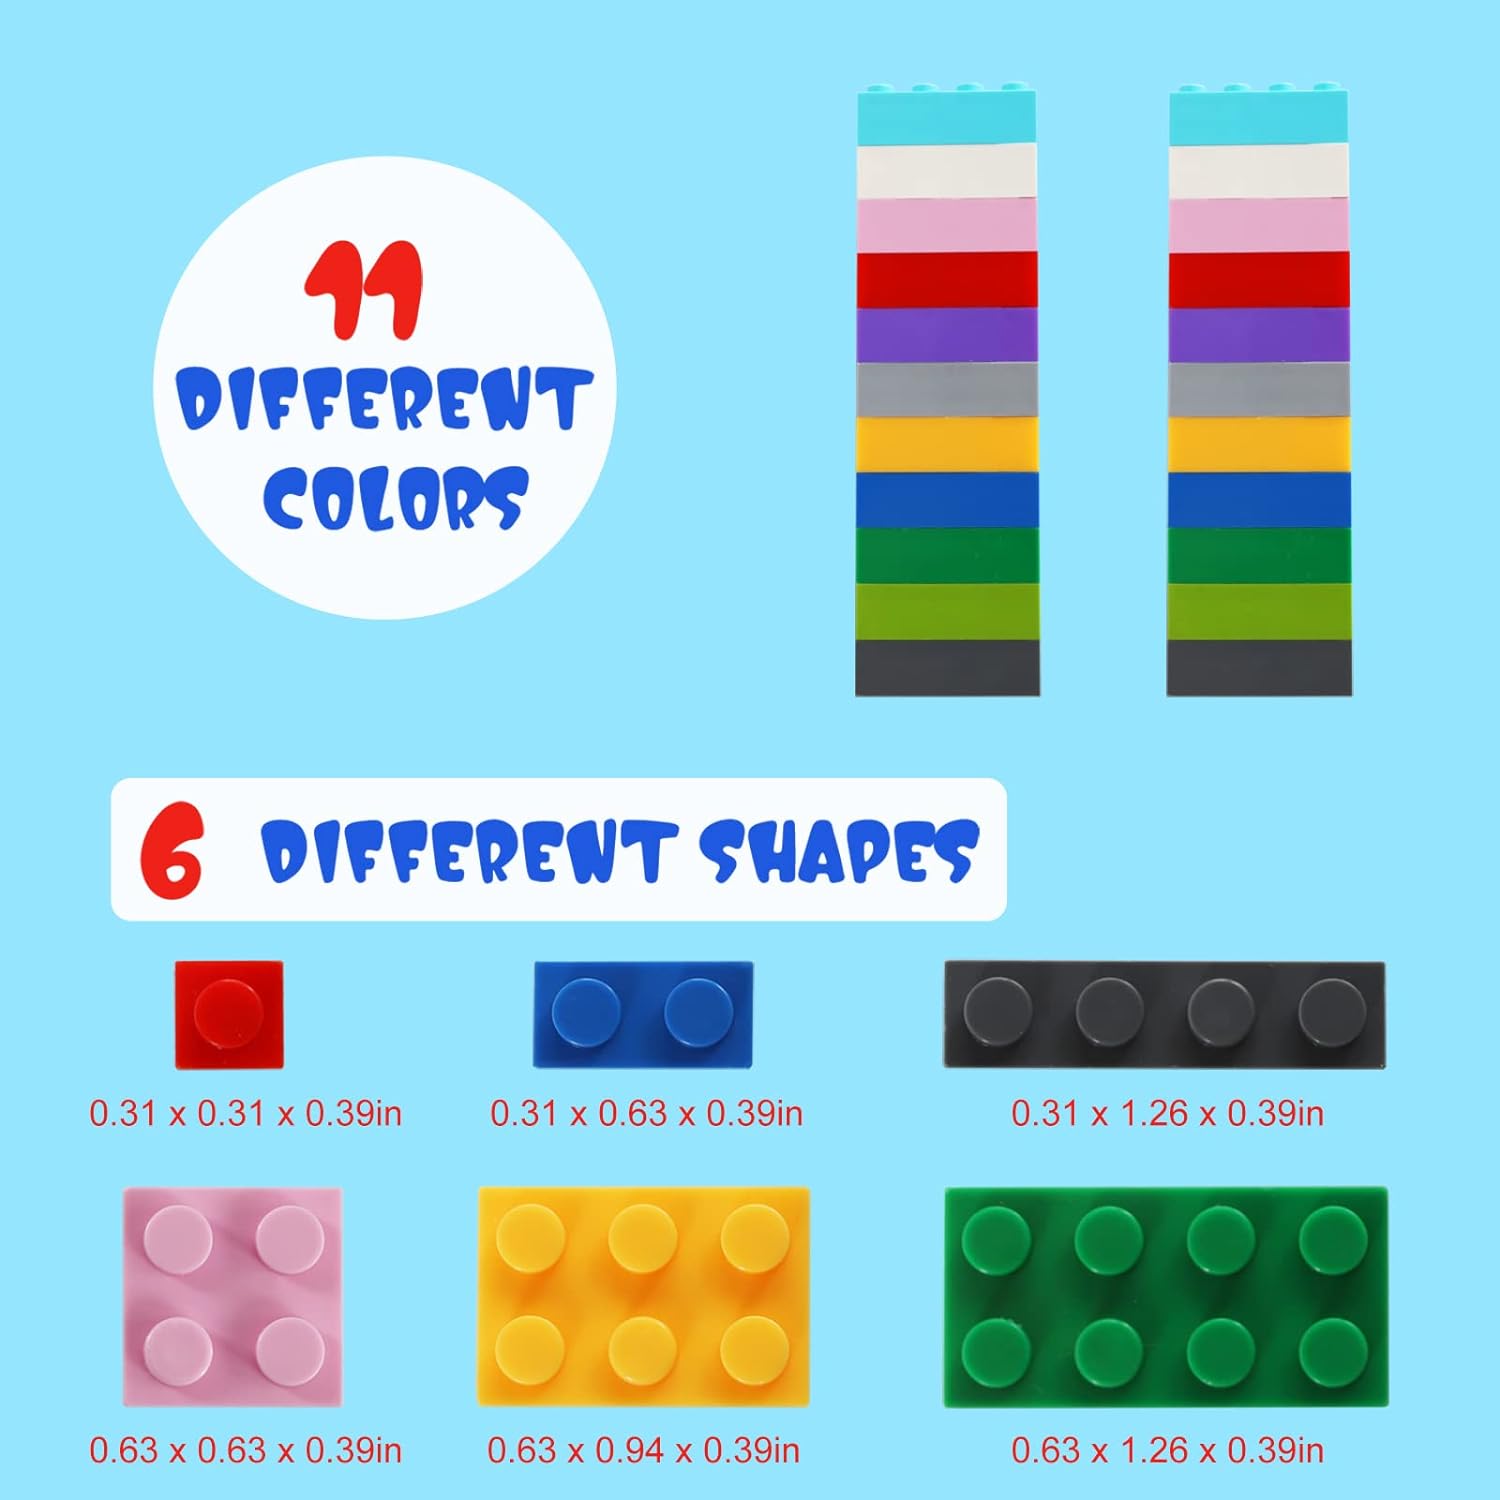 11
DIFFERENT
COLORS
6 DIFFERENT SHAPES
0.31 x 0.31 x 0.39in
0.31 x 0.63 x 0.39in
0.31 x 1.26 x 0.39in
0.63 x 0.63 x 0.39in
0.63 x 0.94 x 0.39in
0.63 x 1.26 x 0.39in